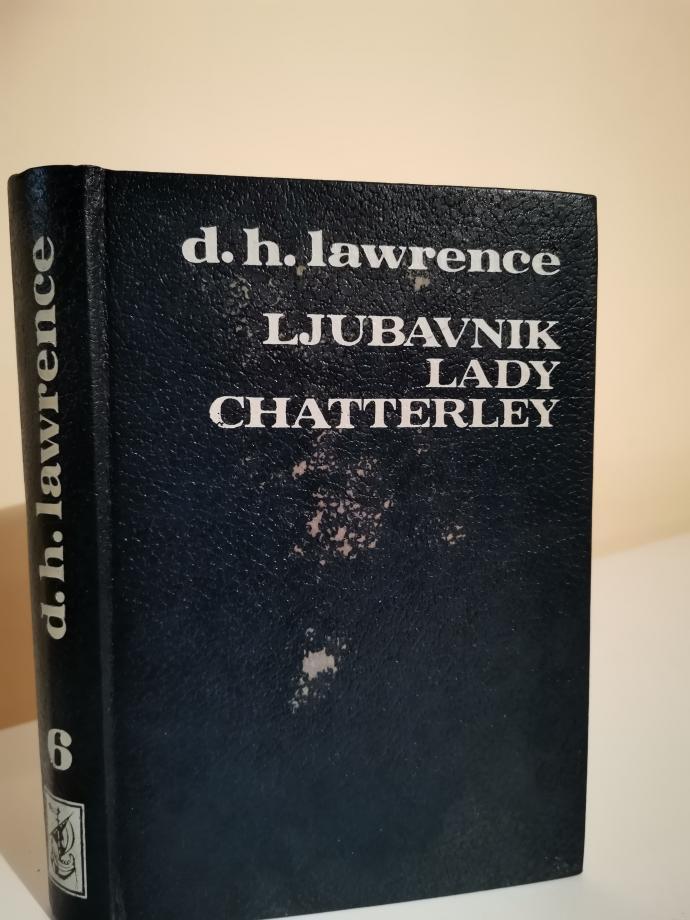 d. h. lawrence
LJUBAVNIK
LADY
CHATTERLEY
d. h. lawrence
6